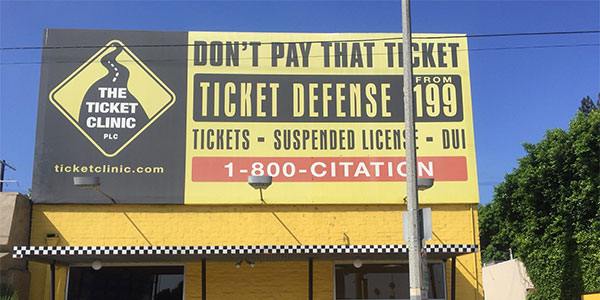 THE
TICKET
CLINIC
PLC
ticketclinic.com
DON'T PAY THAT TICKET
TICKET DEFENSE FROM 199
TICKETS - SUSPENDED LICENSE - DUI
1-800-CITATION